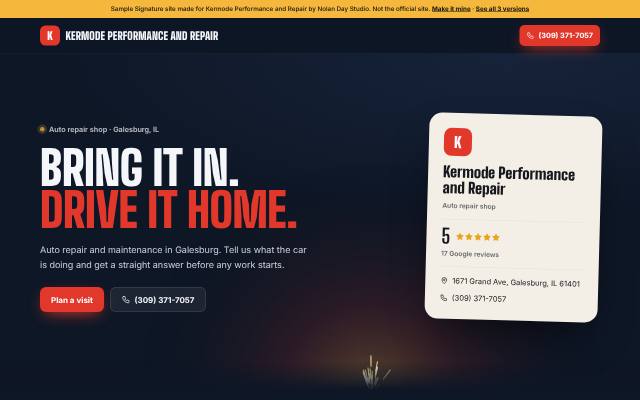 Sample Signature site made for Kermode Performance and Repair by Nolan Day Studio. Not the official site. Make it mine · See all 3 versions
K KERMODE PERFORMANCE AND REPAIR
(309) 371-7057
Auto repair shop · Galesburg, IL
BRING IT IN.
DRIVE IT HOME.
Auto repair and maintenance in Galesburg. Tell us what the car
is doing and get a straight answer before any work starts.
Plan a visit
(309) 371-7057
K
Kermode Performance
and Repair
Auto repair shop
5 ★★★★★
17 Google reviews
1671 Grand Ave, Galesburg, IL 61401
(309) 371-7057